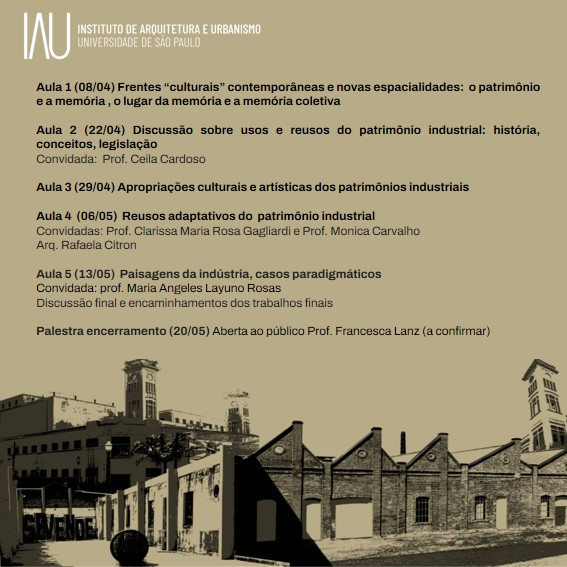 IAU INSTITUTO DE ARQUITETURA E URBANISMO
UNIVERSIDADE DE SÃO PAULO
Aula 1 (08/04) Frentes “culturais” contemporâneas e novas espacialidades: o patrimônio
e a memória , o lugar da memória e a memória coletiva
Aula 2 (22/04) Discussão sobre usos e reusos do patrimônio industrial: história,
conceitos, legislação
Convidada: Prof. Ceila Cardoso
Aula 3 (29/04) Apropriações culturais e artísticas dos patrimônios industriais
Aula 4 (06/05) Reusos adaptativos do patrimônio industrial
Convidadas: Prof. Clarissa Maria Rosa Gagliardi e Prof. Monica Carvalho
Arq. Rafaela Citron
Aula 5 (13/05) Paisagens da indústria, casos paradigmáticos
Convidada: prof. Maria Angeles Layuno Rosas
Discussão final e encaminhamentos dos trabalhos finais
Palestra encerramento (20/05) Aberta ao público Prof. Francesca Lanz (a confirmar)